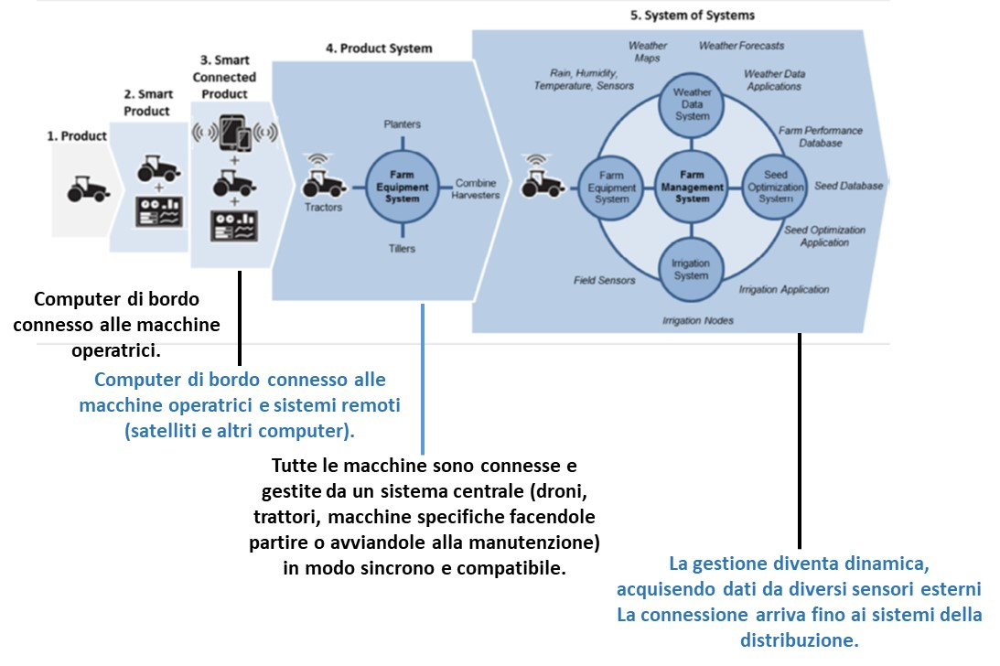 5. System of Systems
4. Product System
3. Smart
Connected
Product
2. Smart
Product
1. Product
Planters
Farm
Equipment
System
Combine
Harvesters
Tractors
Tillers
Weather
Maps
Weather Forecasts
Rain, Humidity,
Temperature, Sensors
Weather Data
Applications
Weather
Data
System
Farm Performance
Database
Farm
Equipment
System
Farm
Management
System
Seed
Optimization
System
Seed Database
Seed Optimization
Application
Irrigation
System
Field Sensors
Irrigation Application
Irrigation Nodes
Computer di bordo
connesso alle macchine
operatrici.
Computer di bordo connesso alle
macchine operatrici e sistemi remoti
(satelliti e altri computer).
Tutte le macchine sono connesse e
gestite da un sistema centrale (droni,
trattori, macchine specifiche facendole
partire o avviandole alla manutenzione)
in modo sincrono e compatibile.
La gestione diventa dinamica,
acquisendo dati da diversi sensori esterni
La connessione arriva fino ai sistemi della
distribuzione.